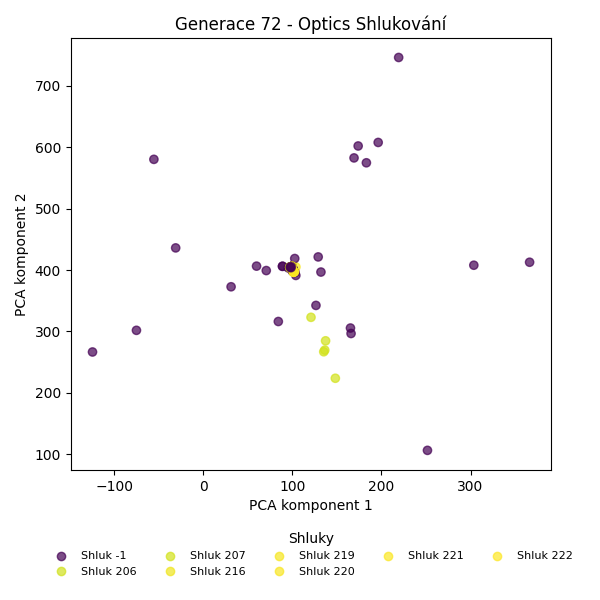 Generace 72 - Optics Shlukování
PCA komponent 2
700
600
500
400
300
200
100
−100
0
100
200
300
PCA komponent 1
Shluky
Shluk -1
Shluk 207
Shluk 219
Shluk 221
Shluk 222
Shluk 206
Shluk 216
Shluk 220